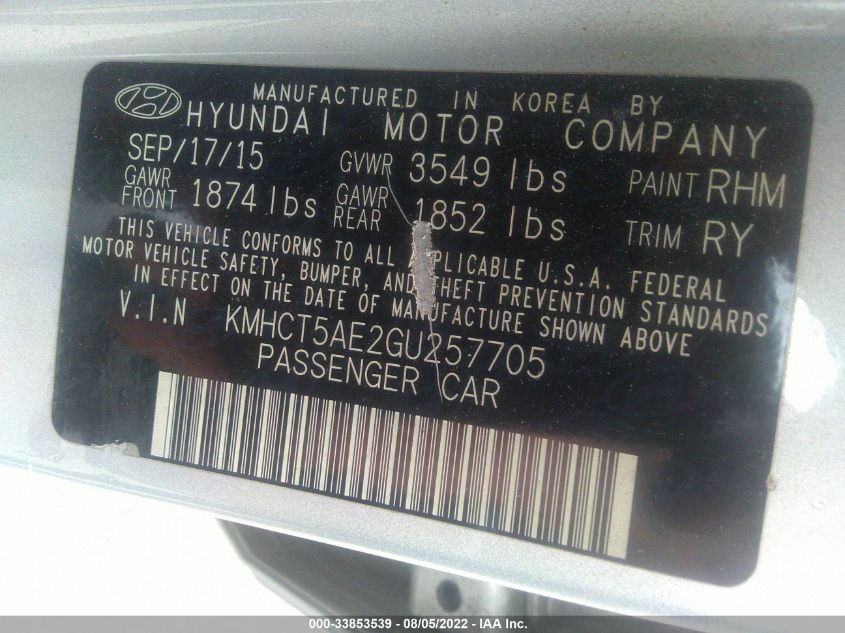 MANUFACTURED IN KOREA BY
HYUNDAI MOTOR COMPANY
SEP/17/15 GVWR 3549 lbs PAINT RHM
GAWR FRONT 1874 lbs GAWR REAR 1852 lbs TRIM RY
THIS VEHICLE CONFORMS TO ALL APPLICABLE U.S.A. FEDERAL
MOTOR VEHICLE SAFETY, BUMPER, AND THEFT PREVENTION STANDARDS
IN EFFECT ON THE DATE OF MANUFACTURE SHOWN ABOVE
V.I.N KMHCT5AE2GU257705
PASSENGER CAR
000-33853539 - 08/05/2022 - IAA Inc.